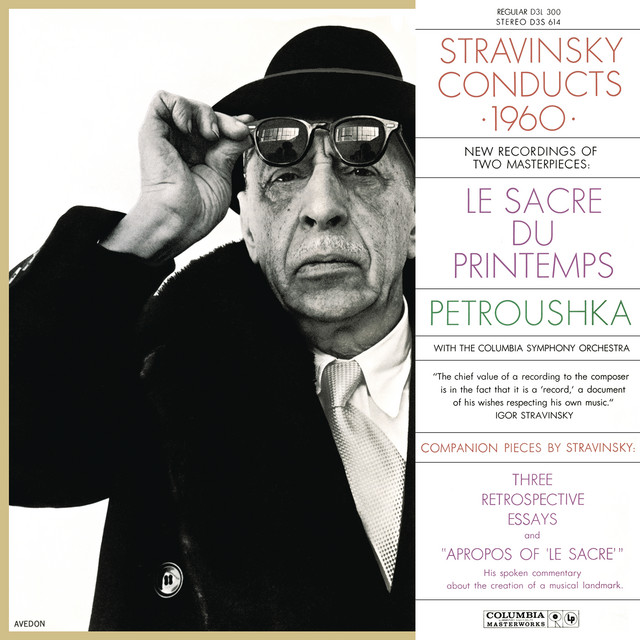 REGULAR D3L 300
STEREO D3S 614
STRAVINSKY
CONDUCTS
·1960·
NEW RECORDINGS OF
TWO MASTERPIECES:
LE SACRE
DU
PRINTEMPS
PETROUSHKA
WITH THE COLUMBIA SYMPHONY ORCHESTRA
"The chief value of a recording to the composer
is in the fact that it is a 'record,' a document
of his wishes respecting his own music."
IGOR STRAVINSKY
COMPANION PIECES BY STRAVINSKY:
THREE
RETROSPECTIVE
ESSAYS
and
"APROPOS OF 'LE SACRE'"
His spoken commentary
about the creation of a musical landmark.
COLUMBIA
MASTERWORKS
Lp
AVEDON